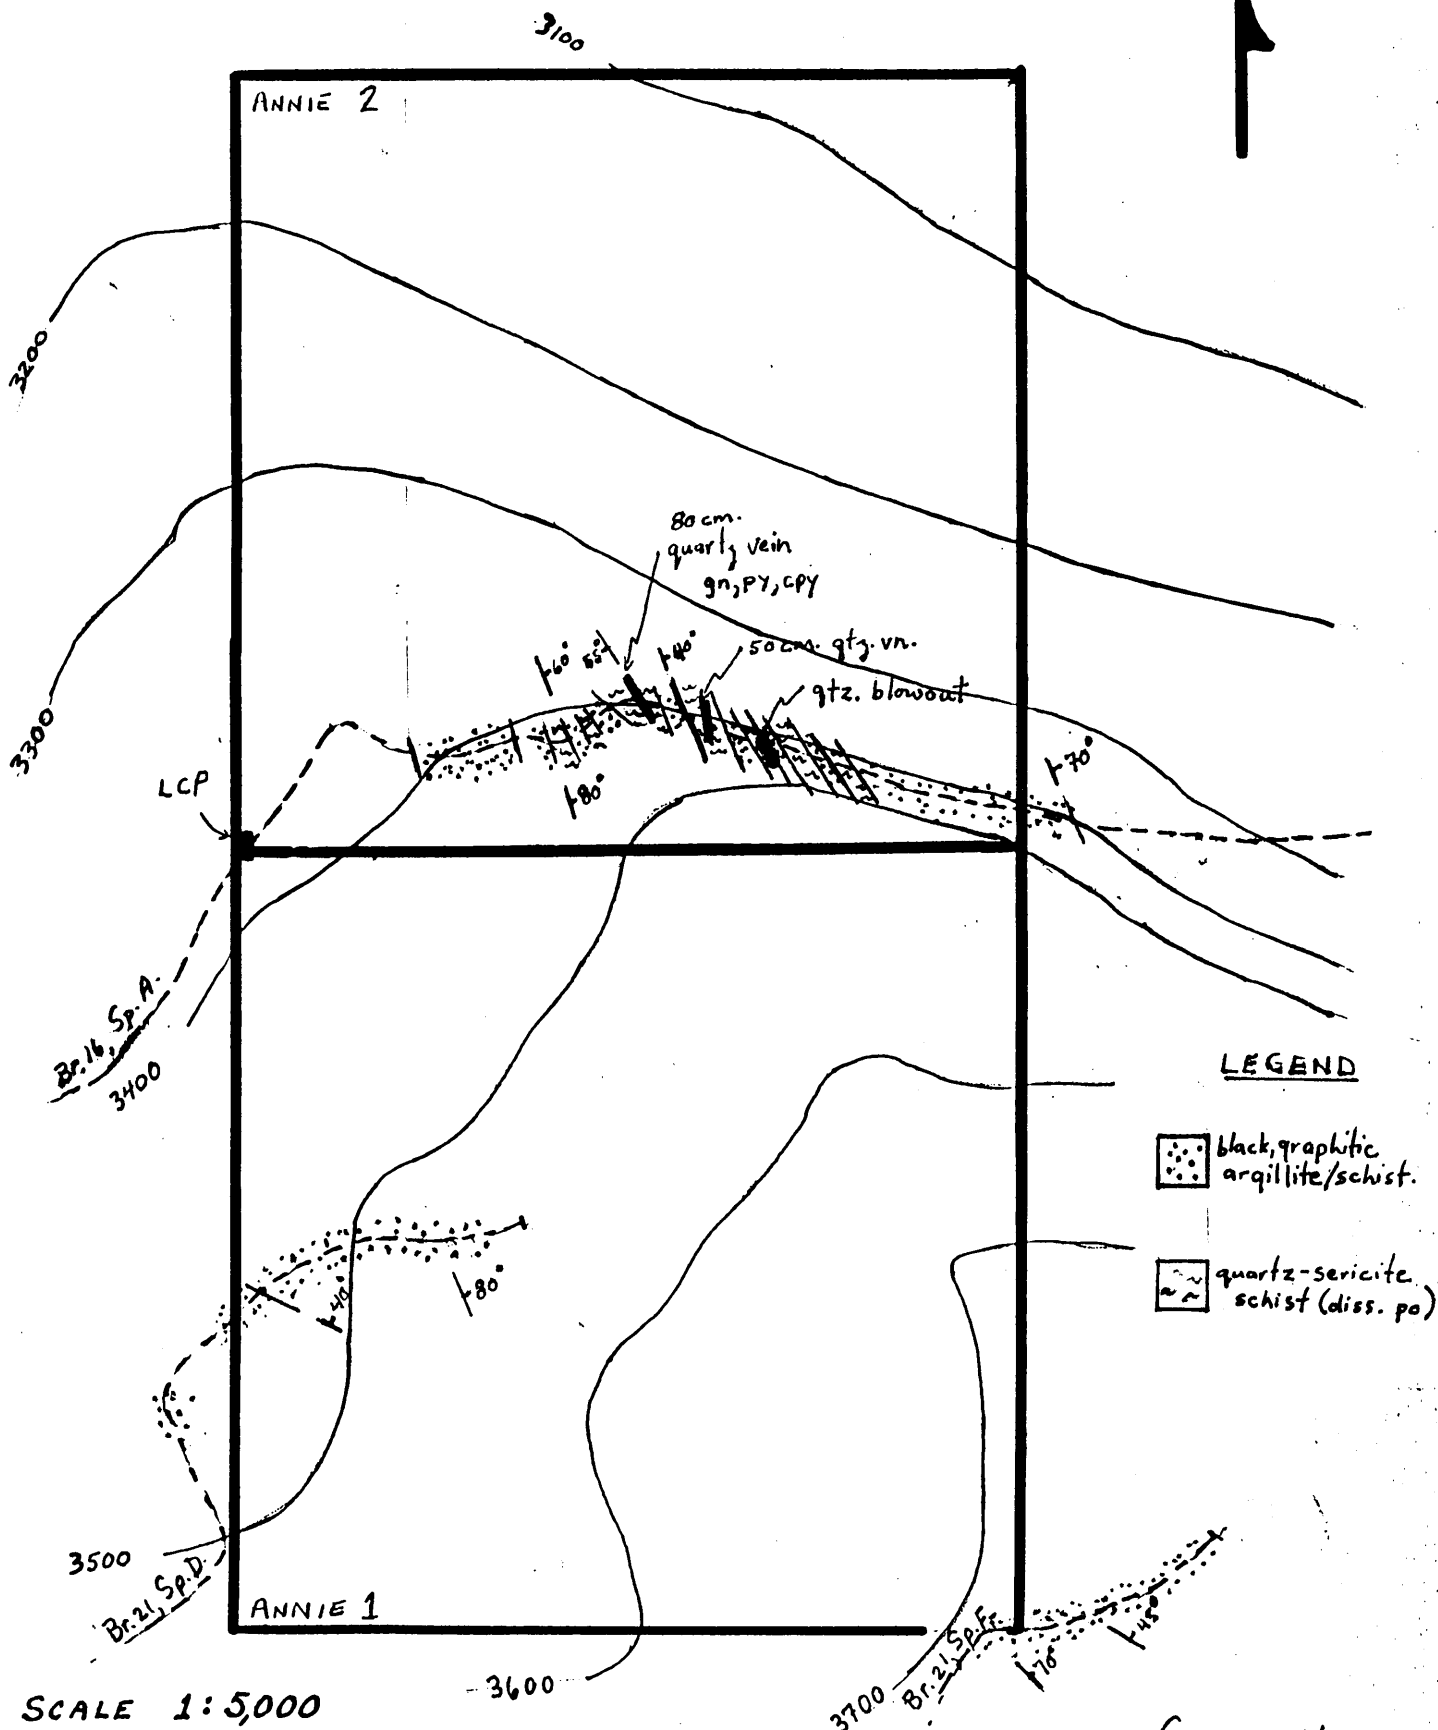 3100
ANNIE 2
3200
80 cm.
quartz vein
gn, py, cpy
60°
55°
40°
50 cm. qtz. vn.
qtz. blowout
3300
80°
70°
LCP
Br. 16, Sp. A.
3400
LEGEND
black, graphitic
argillite/schist.
quartz-sericite
schist (diss. po)
40°
80°
3500
Br. 21, Sp. D.
ANNIE 1
Br. 21, Sp. F.
70°
45°
3600
3700
SCALE 1:5,000